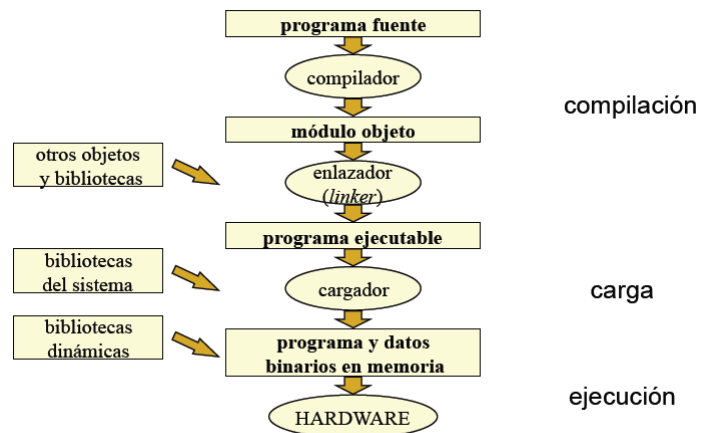 programa fuente
compilador
compilación
módulo objeto
otros objetos
y bibliotecas
enlazador
(linker)
programa ejecutable
bibliotecas
del sistema
cargador
carga
bibliotecas
dinámicas
programa y datos
binarios en memoria
ejecución
HARDWARE